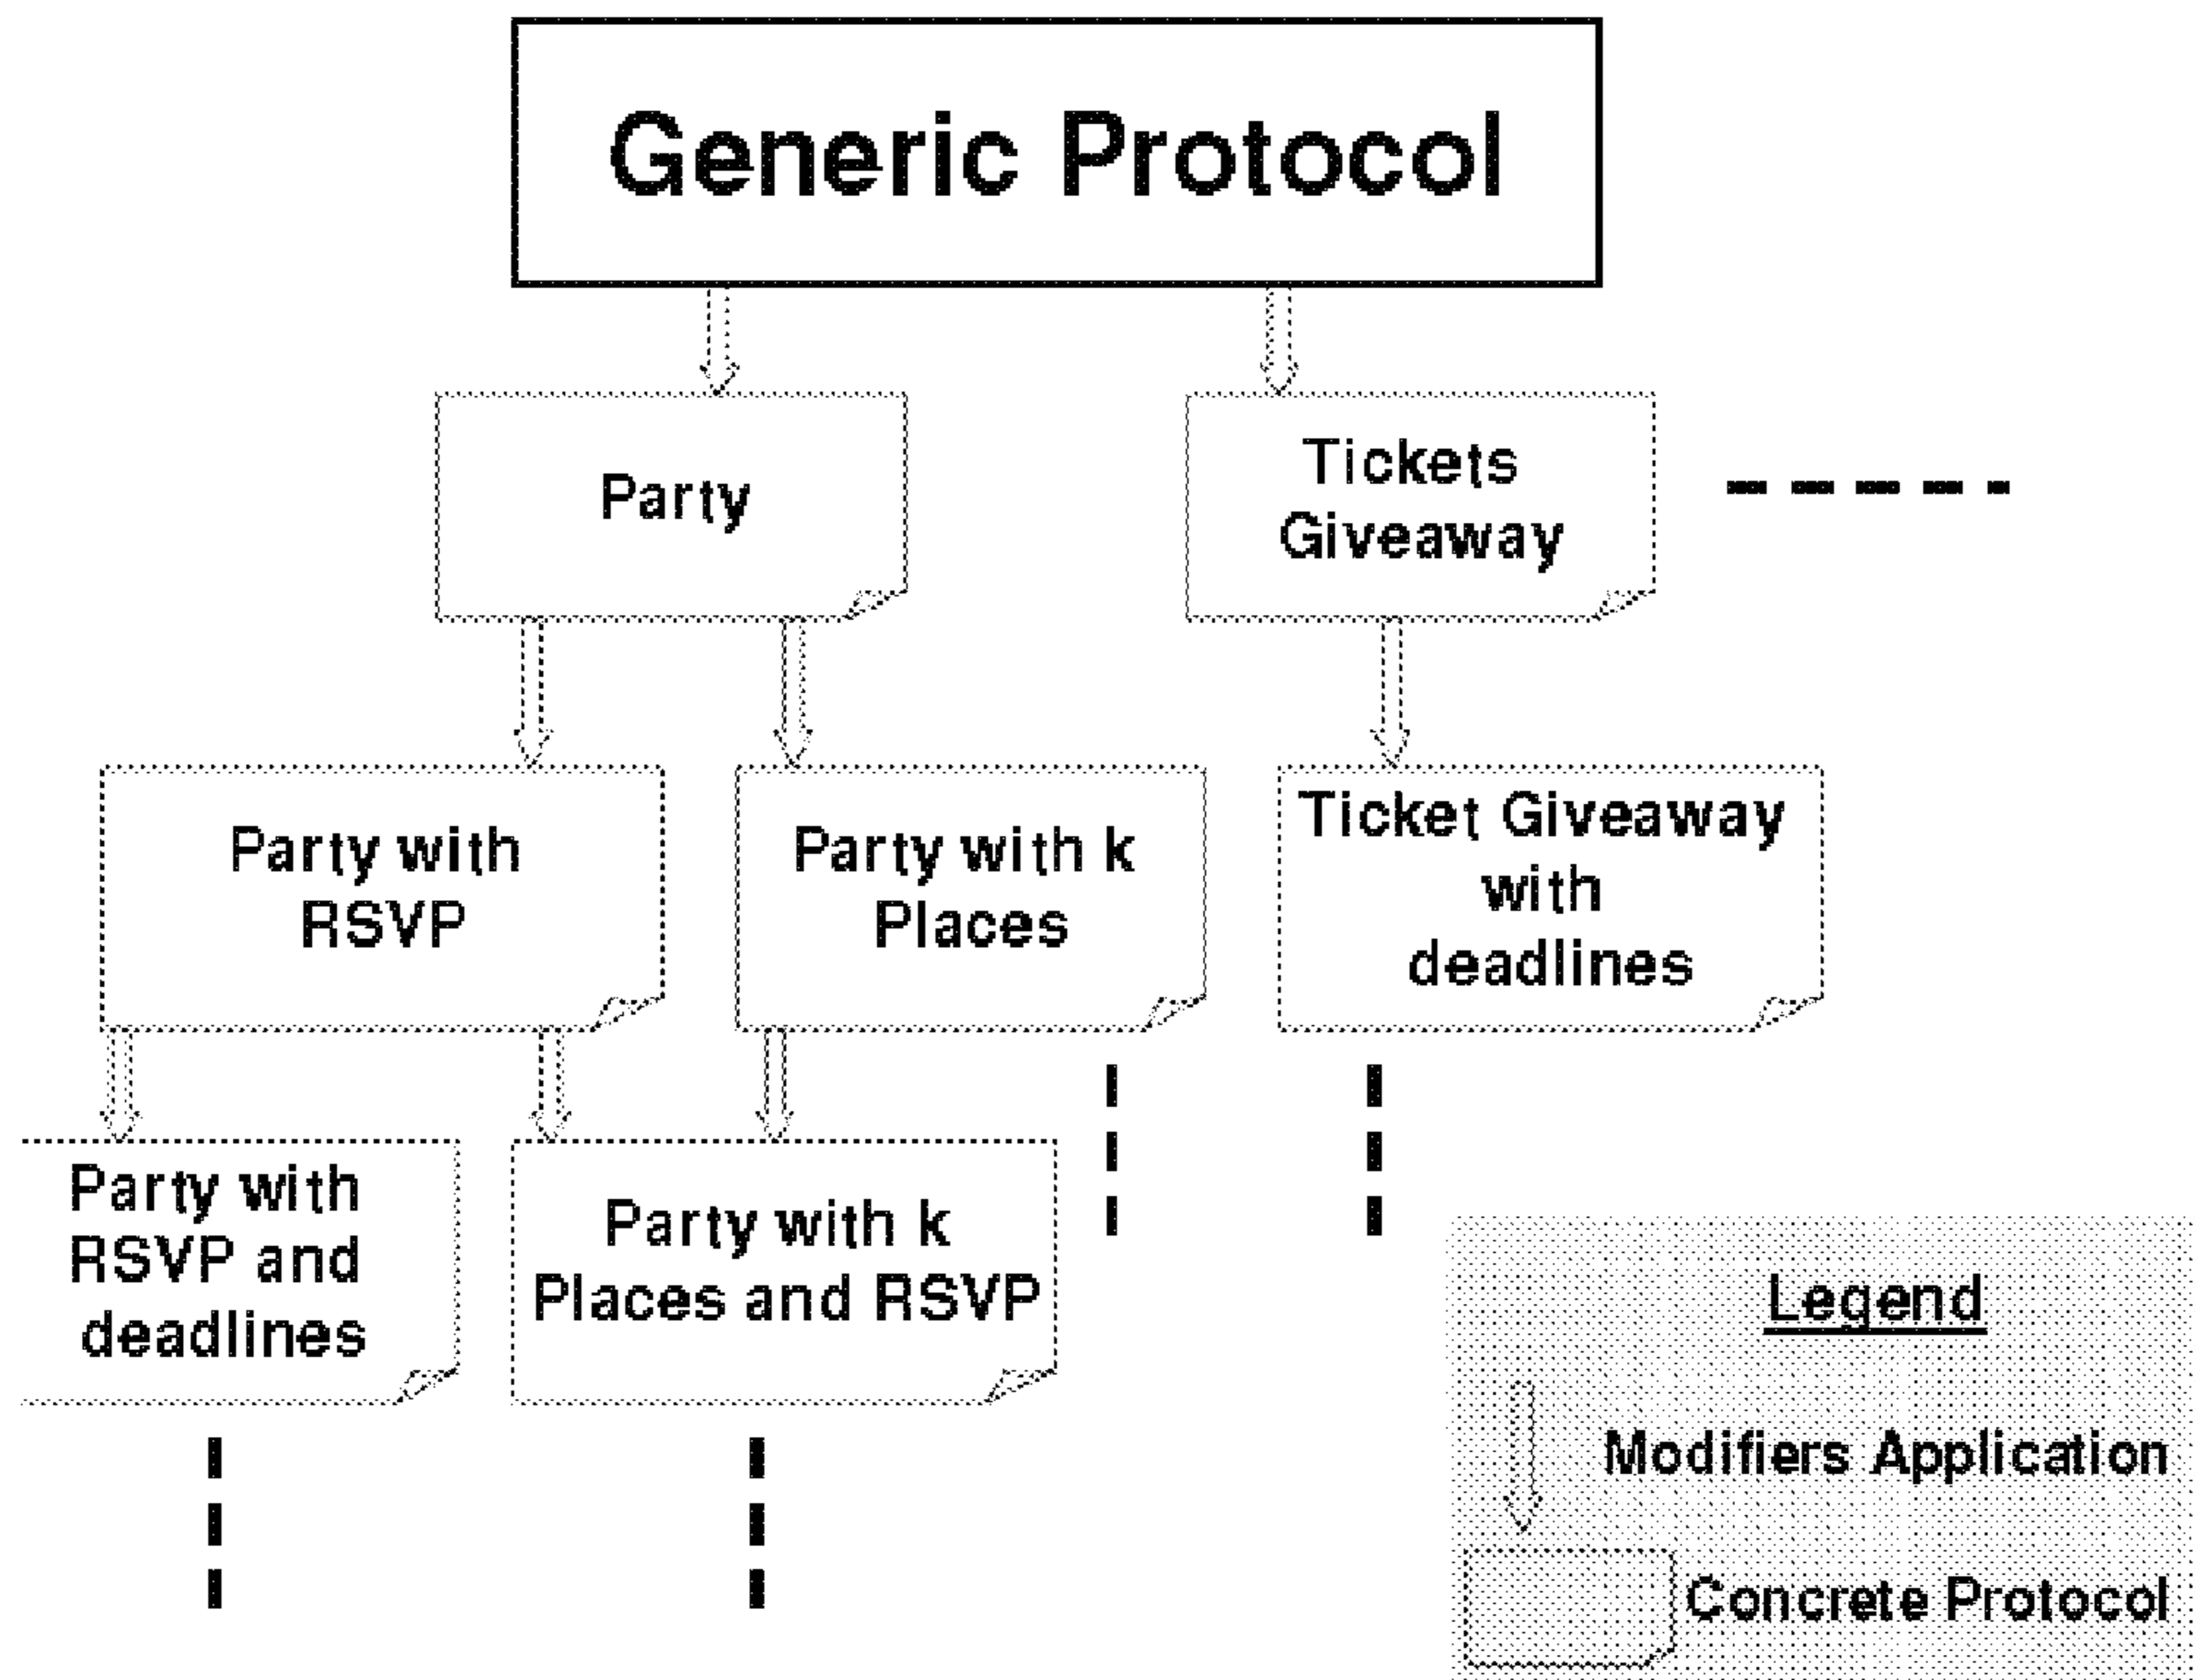 Generic Protocol
Party
Tickets
Giveaway
Party with
RSVP
Party with k
Places
Ticket Giveaway
with
deadlines
Party with
RSVP and
deadlines
Party with k
Places and RSVP
Legend
Modifiers Application
Concrete Protocol